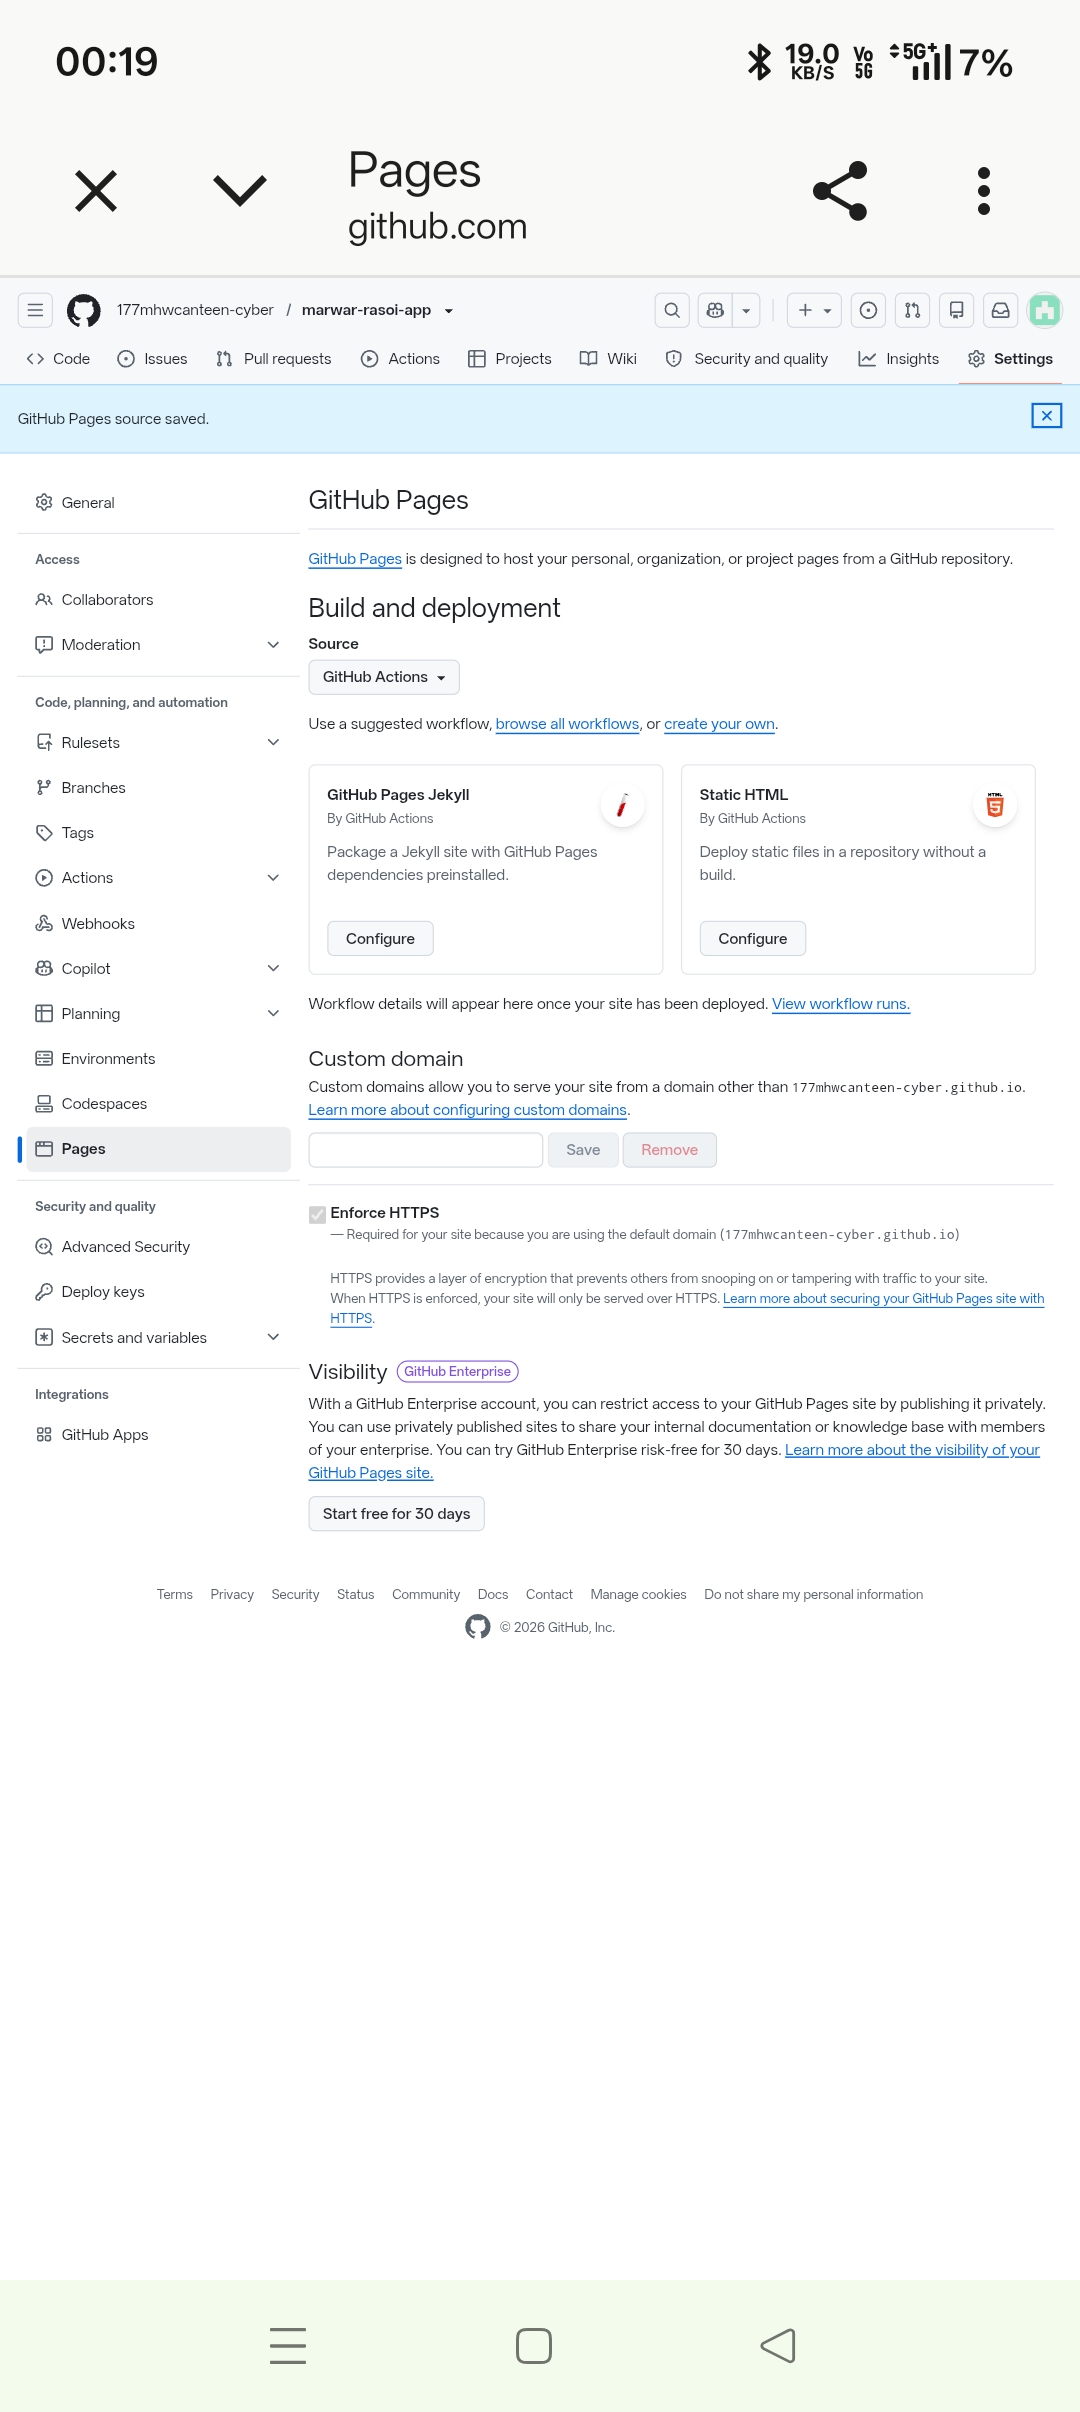 00:19
19.0 KB/S Vo 5G 5G+ 7%
Pages
github.com
177mhwcanteen-cyber / marwar-rasoi-app
Code Issues Pull requests Actions Projects Wiki Security and quality Insights Settings
GitHub Pages source saved.
General
Access
Collaborators
Moderation
Code, planning, and automation
Rulesets
Branches
Tags
Actions
Webhooks
Copilot
Planning
Environments
Codespaces
Pages
Security and quality
Advanced Security
Deploy keys
Secrets and variables
Integrations
GitHub Apps
GitHub Pages
GitHub Pages is designed to host your personal, organization, or project pages from a GitHub repository.
Build and deployment
Source
GitHub Actions
Use a suggested workflow, browse all workflows, or create your own.
GitHub Pages Jekyll
By GitHub Actions
Package a Jekyll site with GitHub Pages
dependencies preinstalled.
Configure
Static HTML
By GitHub Actions
Deploy static files in a repository without a
build.
Configure
HTML
5
Workflow details will appear here once your site has been deployed. View workflow runs.
Custom domain
Custom domains allow you to serve your site from a domain other than 177mhwcanteen-cyber.github.io.
Learn more about configuring custom domains.
Save Remove
Enforce HTTPS
— Required for your site because you are using the default domain (177mhwcanteen-cyber.github.io)
HTTPS provides a layer of encryption that prevents others from snooping on or tampering with traffic to your site.
When HTTPS is enforced, your site will only be served over HTTPS. Learn more about securing your GitHub Pages site with
HTTPS.
Visibility GitHub Enterprise
With a GitHub Enterprise account, you can restrict access to your GitHub Pages site by publishing it privately.
You can use privately published sites to share your internal documentation or knowledge base with members
of your enterprise. You can try GitHub Enterprise risk-free for 30 days. Learn more about the visibility of your
GitHub Pages site.
Start free for 30 days
Terms Privacy Security Status Community Docs Contact Manage cookies Do not share my personal information
© 2026 GitHub, Inc.